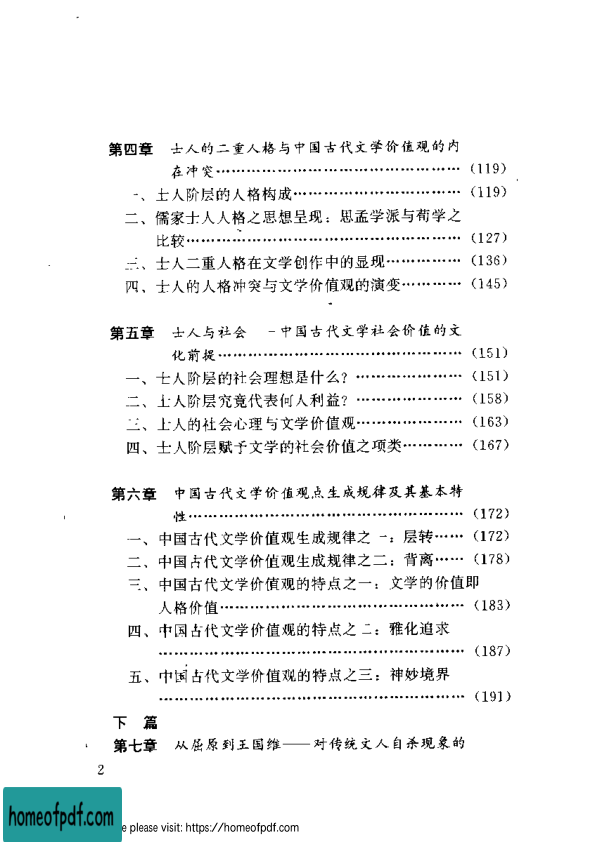 第四章 士人的二重人格与中国古代文学价值观的内
在冲突……………………………………（119）
一、士人阶层的人格构成……………………………（119）
二、儒家士人人格之思想呈现：思孟学派与荀学之
比较……………………………………………（127）
三、士人二重人格在文学创作中的显现……………（136）
四、士人的人格冲突与文学价值观的演变…………（145）
第五章 士人与社会 －中国古代文学社会价值的文
化前提……………………………………（151）
一、士人阶层的社会理想是什么？…………………（151）
二、士人阶层究竟代表何人利益？…………………（158）
三、士人的社会心理与文学价值观…………………（163）
四、士人阶层赋予文学的社会价值之项类…………（167）
第六章 中国古代文学价值观点生成规律及其基本特
性…………………………………………（172）
一、中国古代文学价值观生成规律之一：层转……（172）
二、中国古代文学价值观生成规律之二：背离……（178）
三、中国古代文学价值观的特点之一：文学的价值即
人格价值………………………………………（183）
四、中国古代文学价值观的特点之二：雅化追求
…………………………………………………（187）
五、中国古代文学价值观的特点之三：神妙境界
…………………………………………………（191）
下 篇
第七章 从屈原到王国维——对传统文人自杀现象的
2
homeofpdf.com
e please visit: https://homeofpdf.com